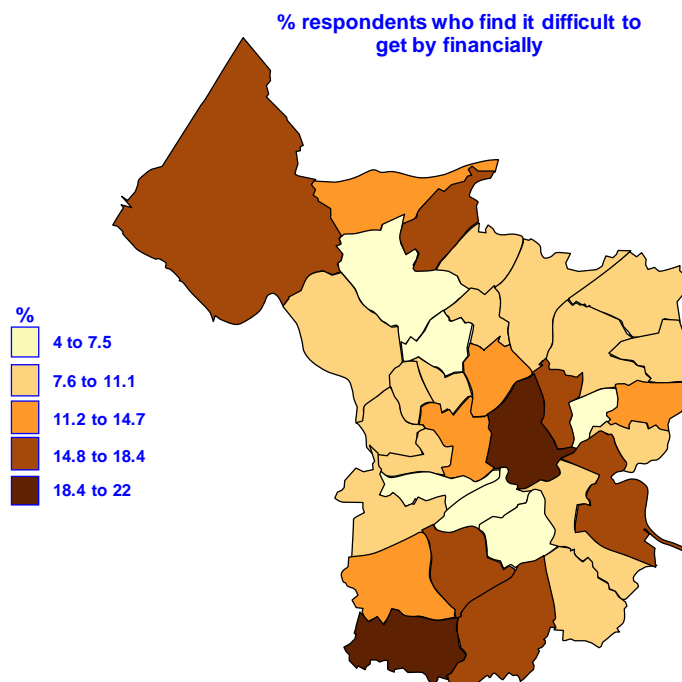 % respondents who find it difficult to
get by financially
%
4 to 7.5
7.6 to 11.1
11.2 to 14.7
14.8 to 18.4
18.4 to 22